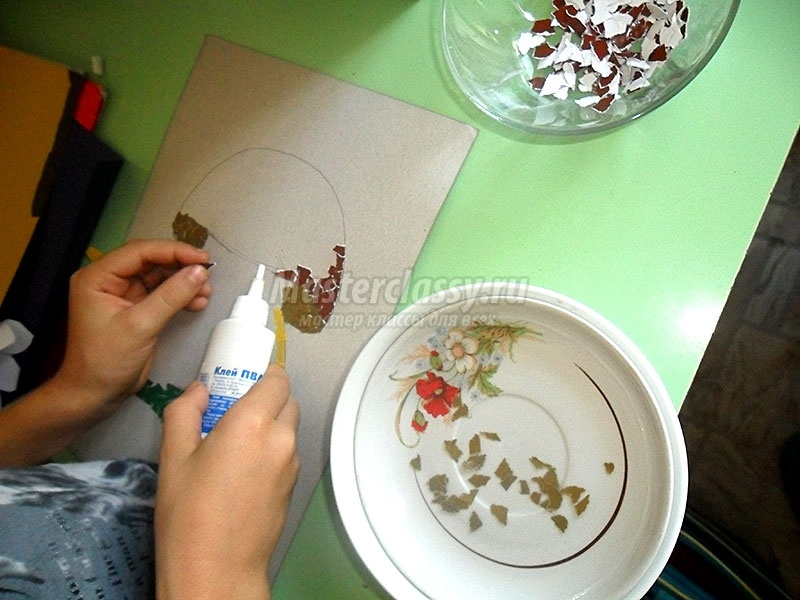 Masterclassy.ru
мастер классы для всех
Клей ПВА